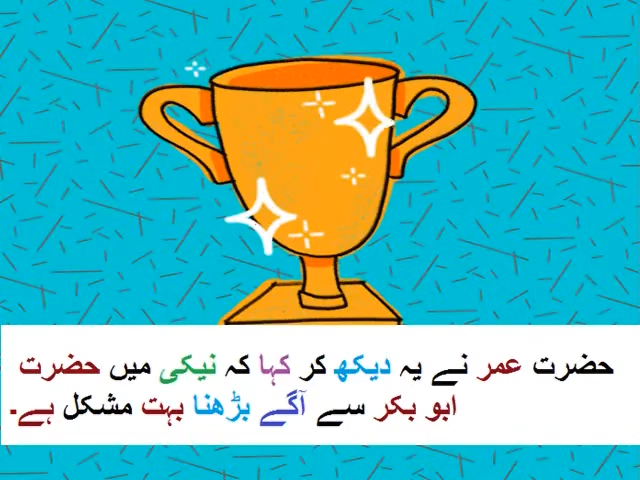 حضرت عمر نے یہ دیکھ کر کہا کہ نیکی میں حضرت
ابو بکر سے آگے بڑھنا بہت مشکل ہے۔